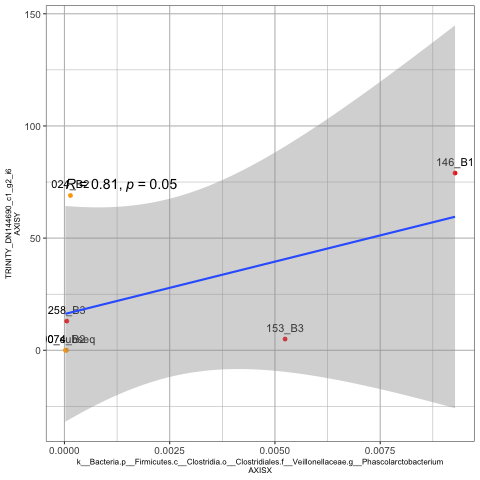 150
100
50
0
TRINITY_DN144690_c1_g2_i6
AXISY
146_B1
R = 0.81, p = 0.05
258_B3
153_B3
0.0000
0.0025
0.0050
0.0075
k__Bacteria.p__Firmicutes.c__Clostridia.o__Clostridiales.f__Veillonellaceae.g__Phascolarctobacterium
AXISX